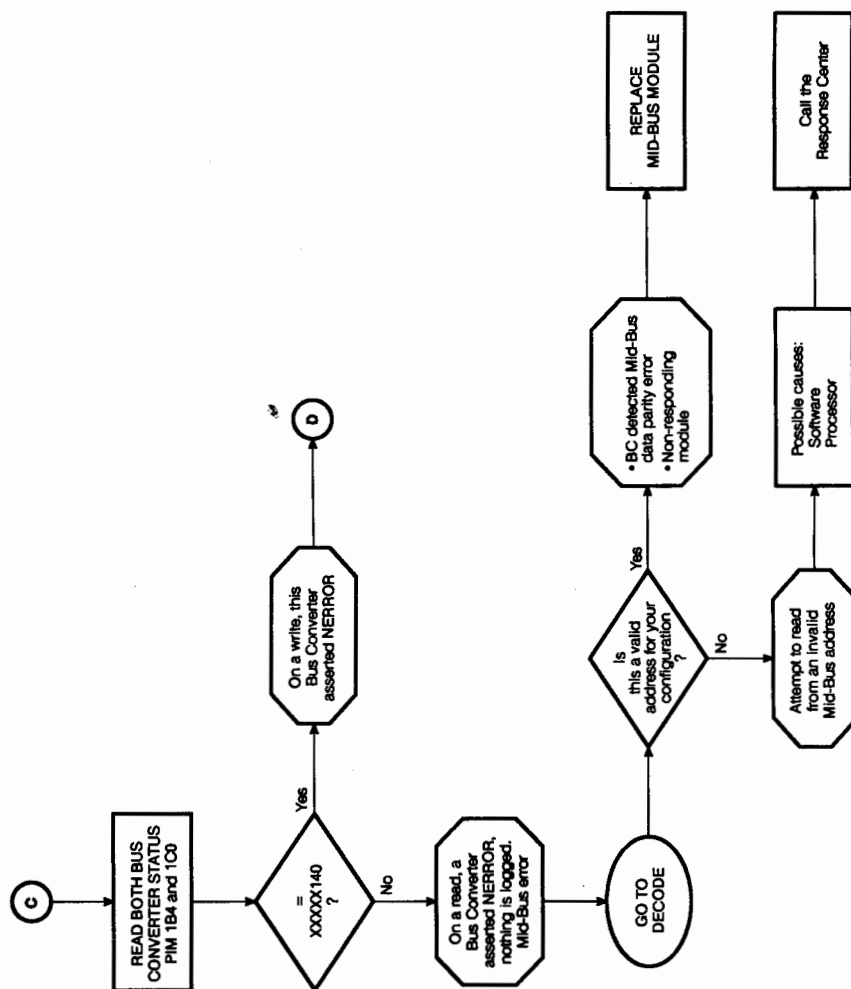 C
READ BOTH BUS
CONVERTER STATUS
PIM 1B4 and 1C0
=
XXXXX140
?
Yes
On a write, this
Bus Converter
asserted NERROR
D
No
On a read, a
Bus Converter
asserted NERROR,
nothing is logged.
Mid-Bus error
GO TO
DECODE
Is
this a valid
address for your
configuration
?
Yes
• BC detected Mid-Bus
data parity error
• Non-responding
module
REPLACE
MID-BUS MODULE
No
Attempt to read
from an invalid
Mid-Bus address
Possible causes:
Software
Processor
Call the
Response Center